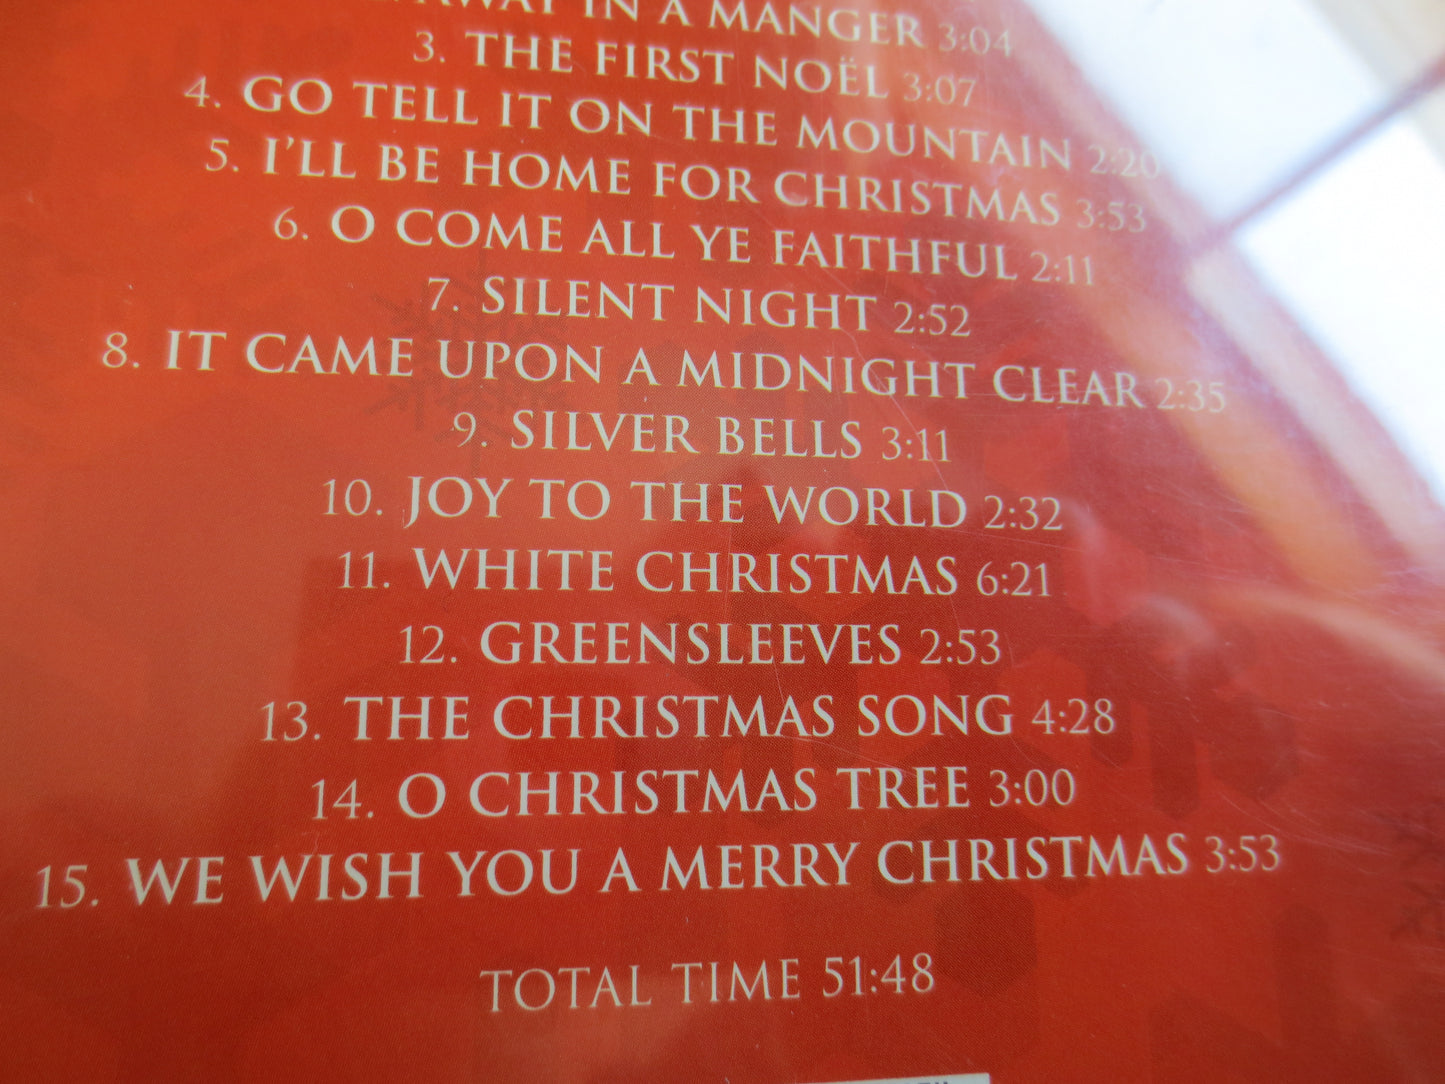 AWAY IN A MANGER 3:04
3. THE FIRST NOËL 3:07
4. GO TELL IT ON THE MOUNTAIN 2:20
5. I'LL BE HOME FOR CHRISTMAS 3:53
6. O COME ALL YE FAITHFUL 2:11
7. SILENT NIGHT 2:52
8. IT CAME UPON A MIDNIGHT CLEAR 2:35
9. SILVER BELLS 3:11
10. JOY TO THE WORLD 2:32
11. WHITE CHRISTMAS 6:21
12. GREENSLEEVES 2:53
13. THE CHRISTMAS SONG 4:28
14. O CHRISTMAS TREE 3:00
15. WE WISH YOU A MERRY CHRISTMAS 3:53
TOTAL TIME 51:48